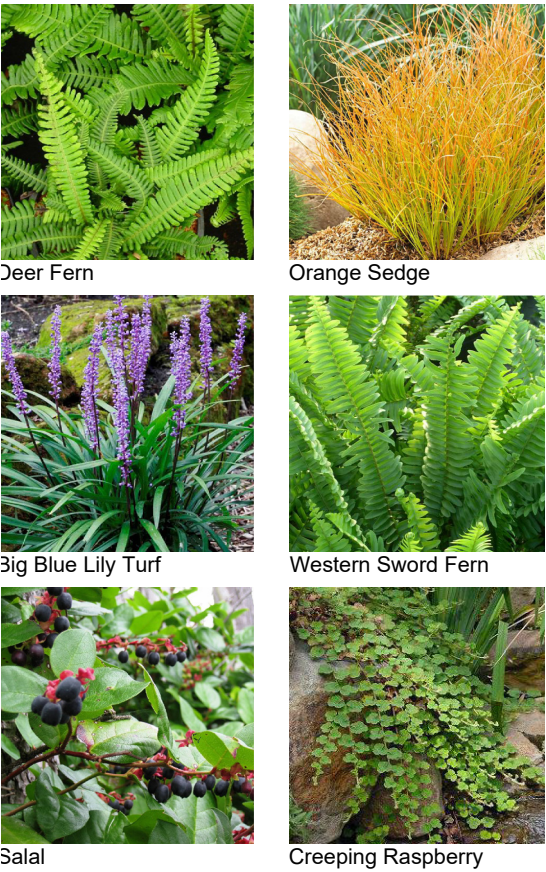 Deer Fern
Orange Sedge
Big Blue Lily Turf
Western Sword Fern
Salal
Creeping Raspberry